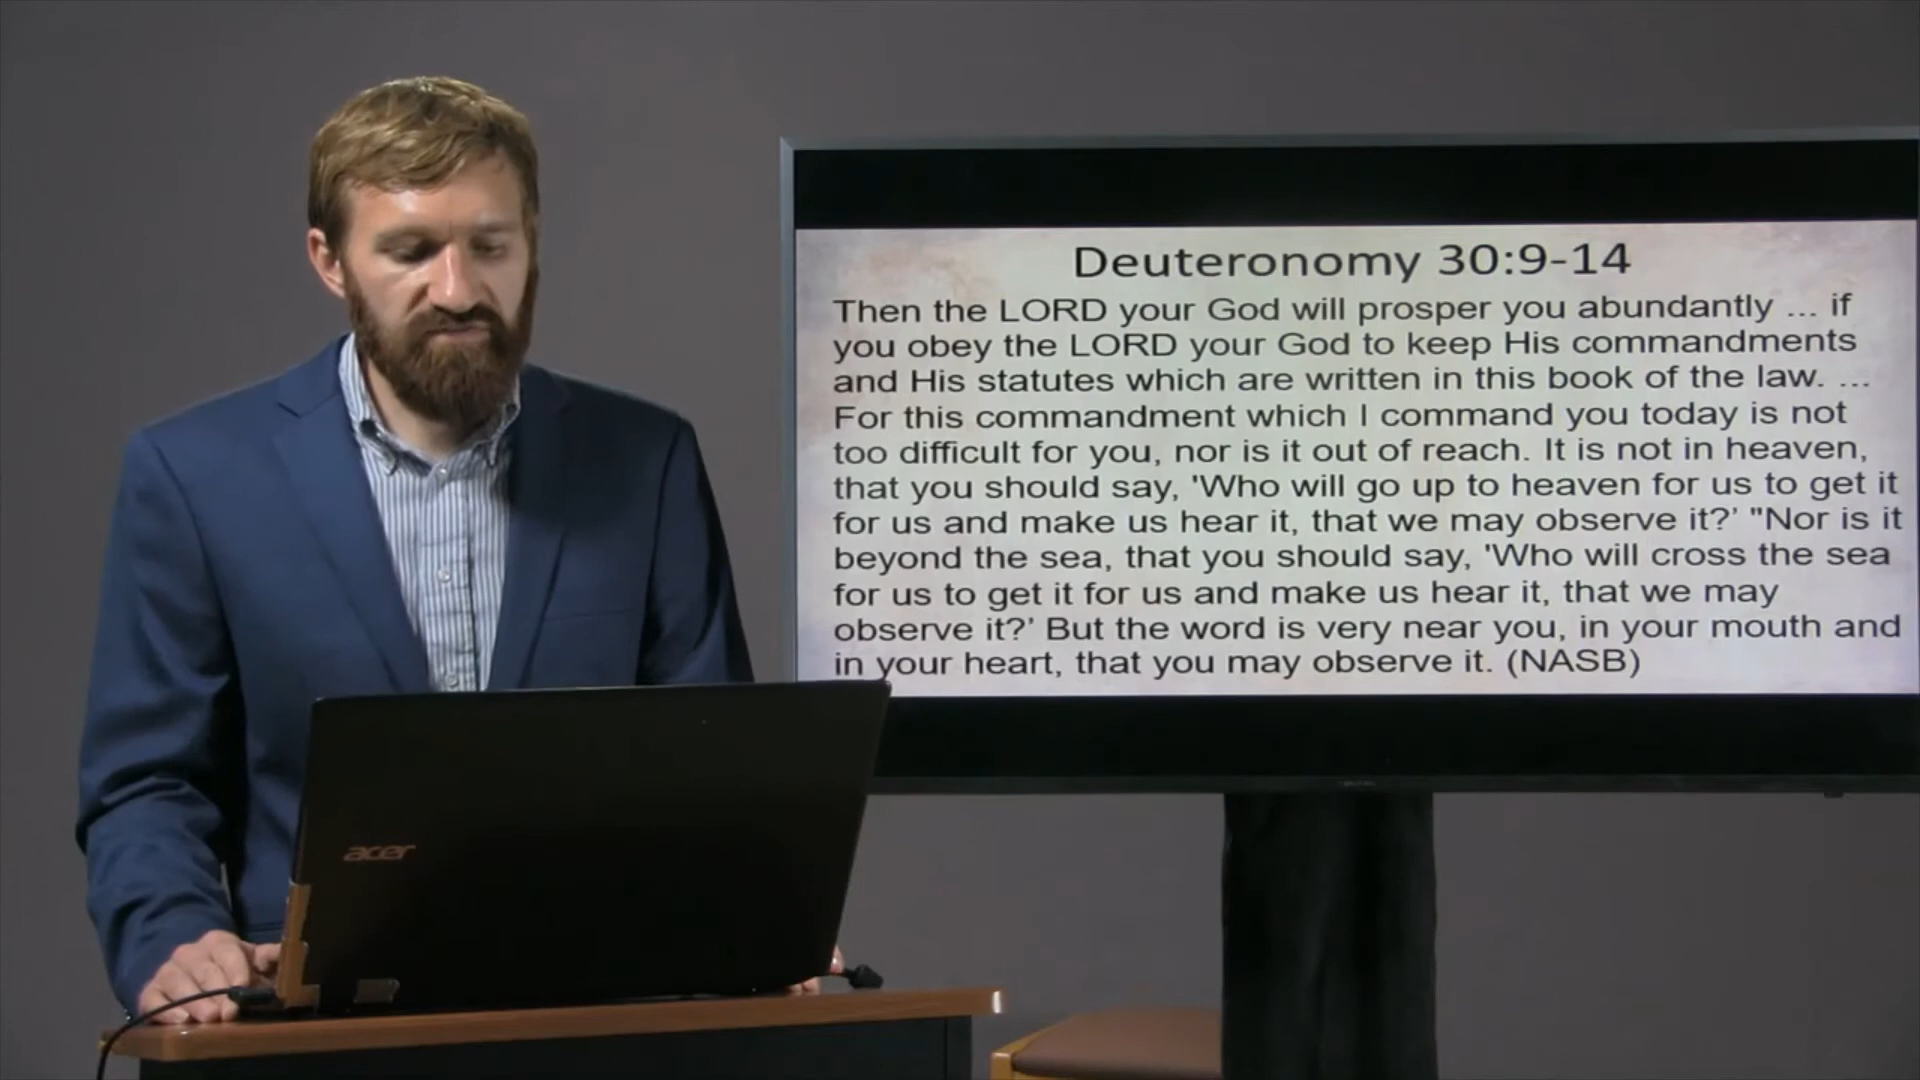 Deuteronomy 30:9-14
Then the LORD your God will prosper you abundantly ... if
you obey the LORD your God to keep His commandments
and His statutes which are written in this book of the law. ...
For this commandment which I command you today is not
too difficult for you, nor is it out of reach. It is not in heaven,
that you should say, 'Who will go up to heaven for us to get it
for us and make us hear it, that we may observe it?' "Nor is it
beyond the sea, that you should say, 'Who will cross the sea
for us to get it for us and make us hear it, that we may
observe it?' But the word is very near you, in your mouth and
in your heart, that you may observe it. (NASB)
acer